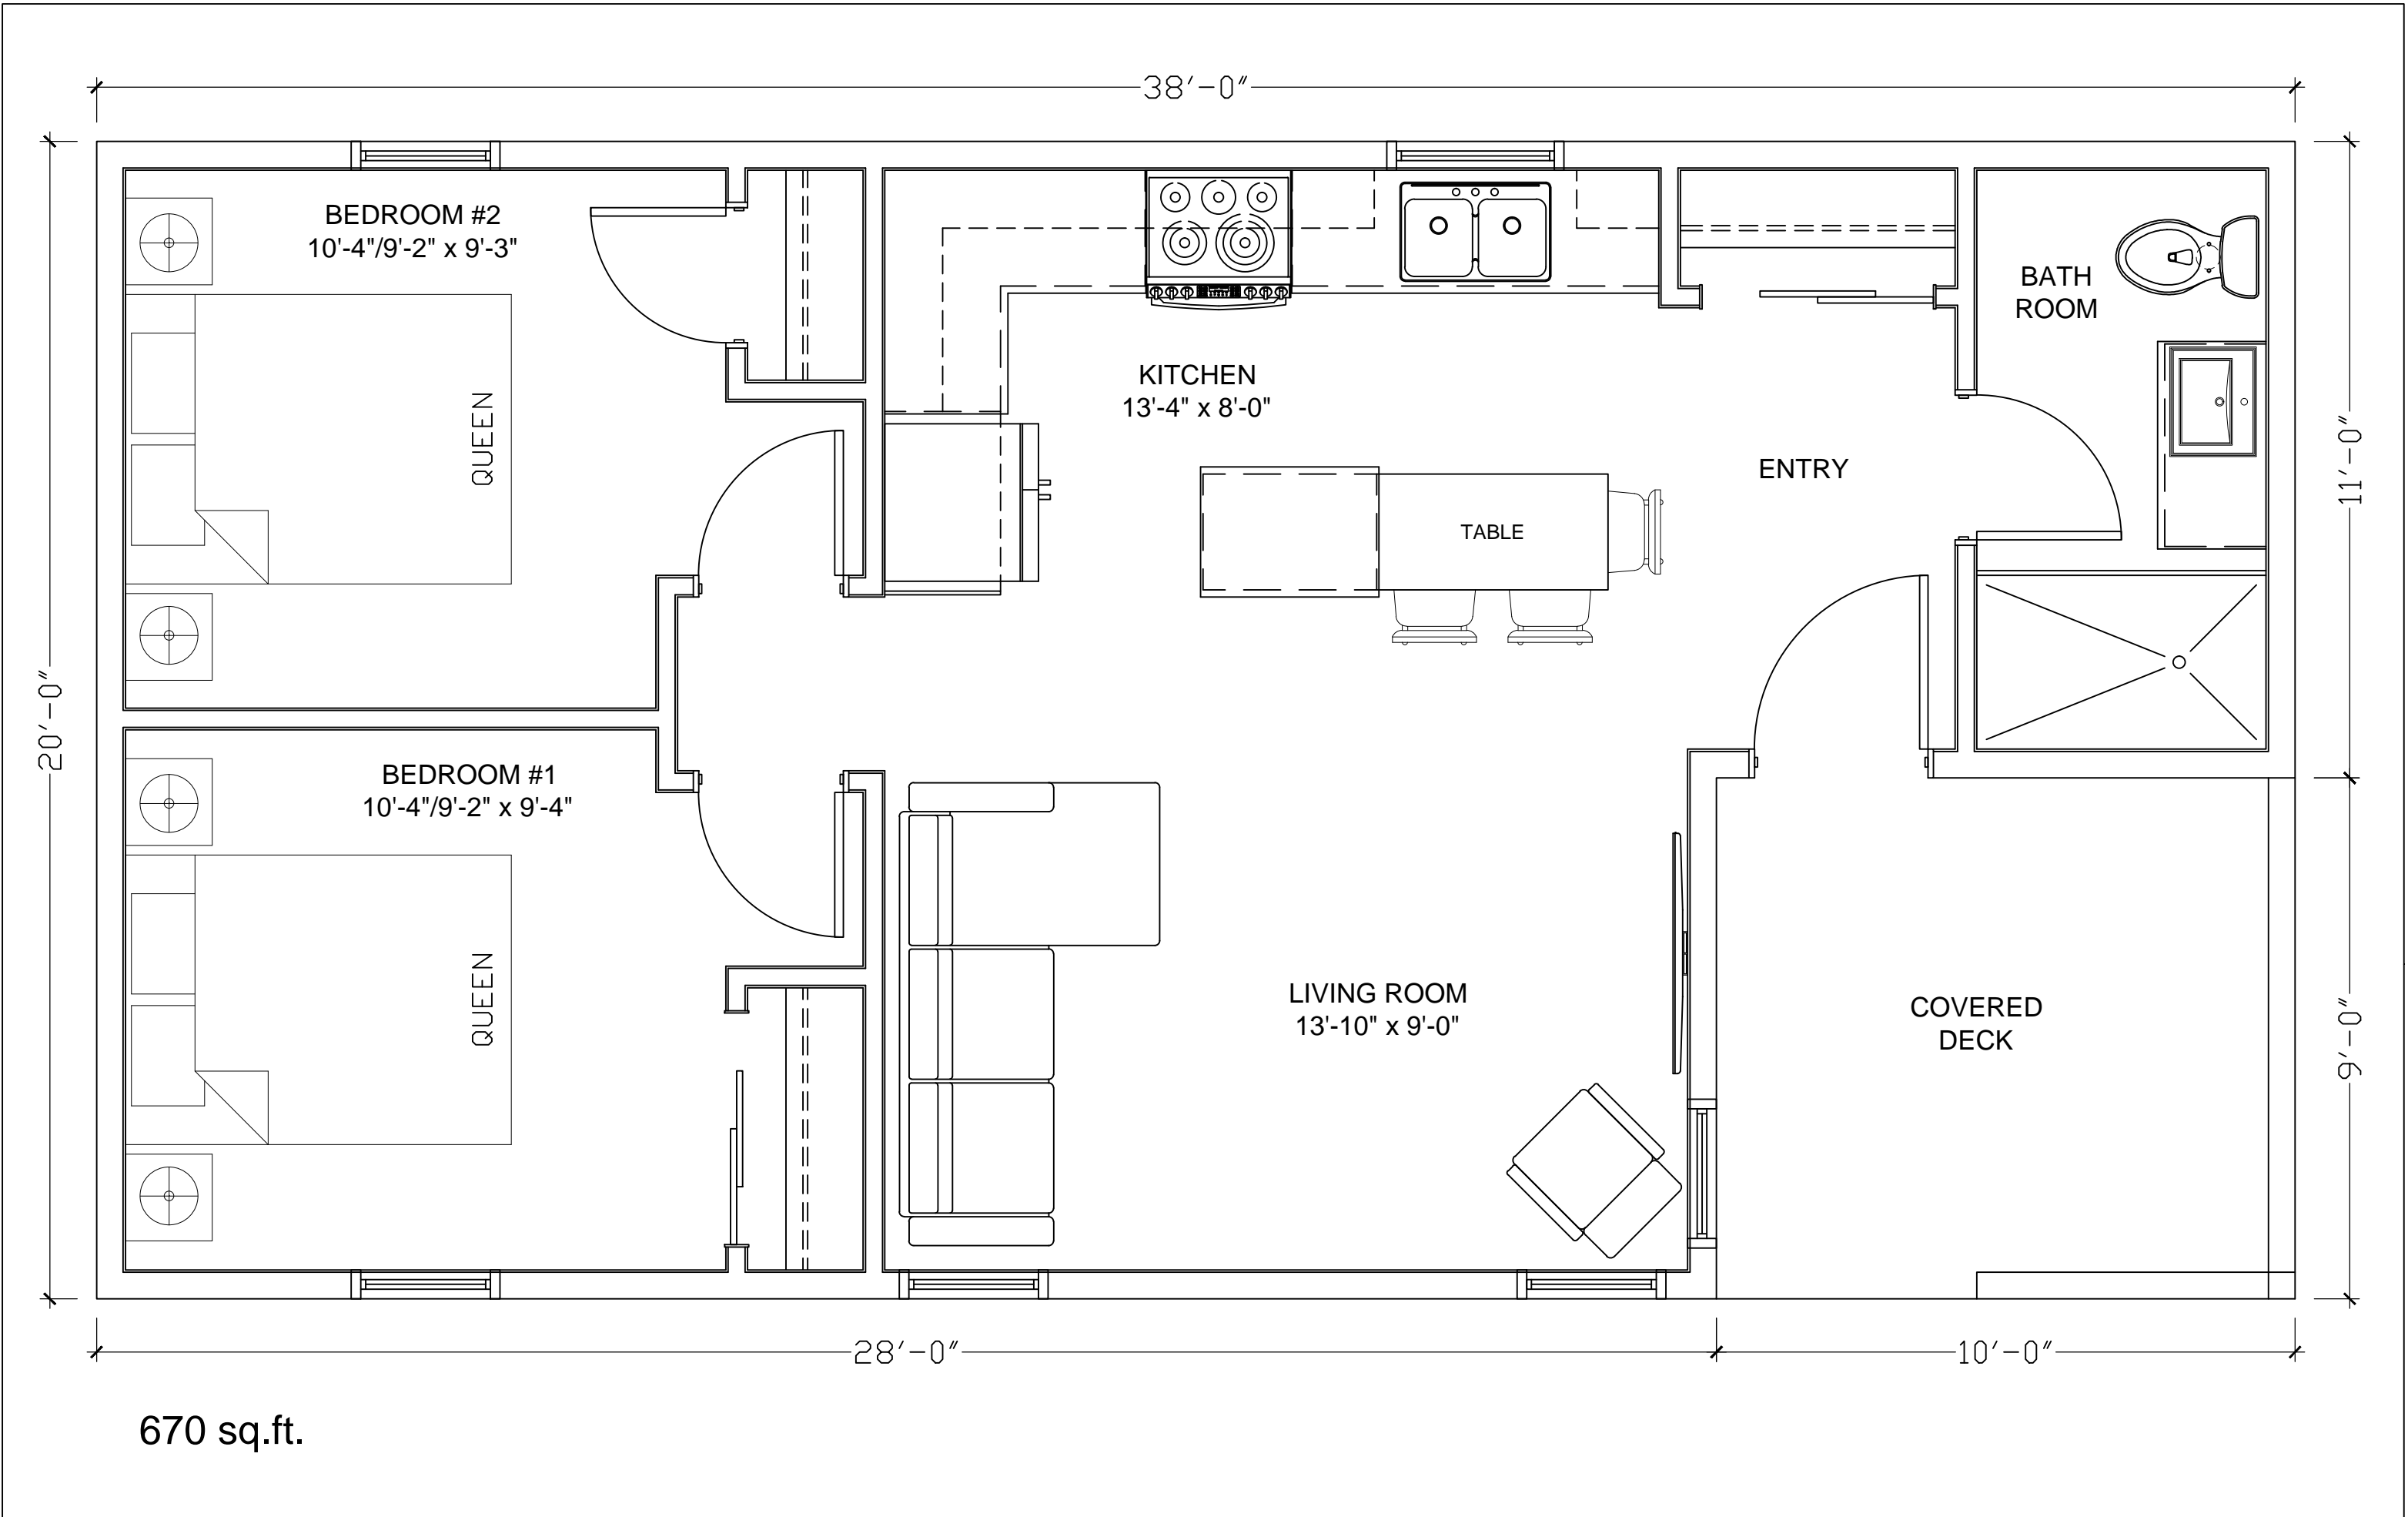 38'-0"
BEDROOM #2
10'-4"/9'-2" x 9'-3"
QUEEN
KITCHEN
13'-4" x 8'-0"
TABLE
ENTRY
BATH
ROOM
11'-0"
20'-0"
BEDROOM #1
10'-4"/9'-2" x 9'-4"
QUEEN
LIVING ROOM
13'-10" x 9'-0"
COVERED
DECK
9'-0"
28'-0"
10'-0"
670 sq.ft.